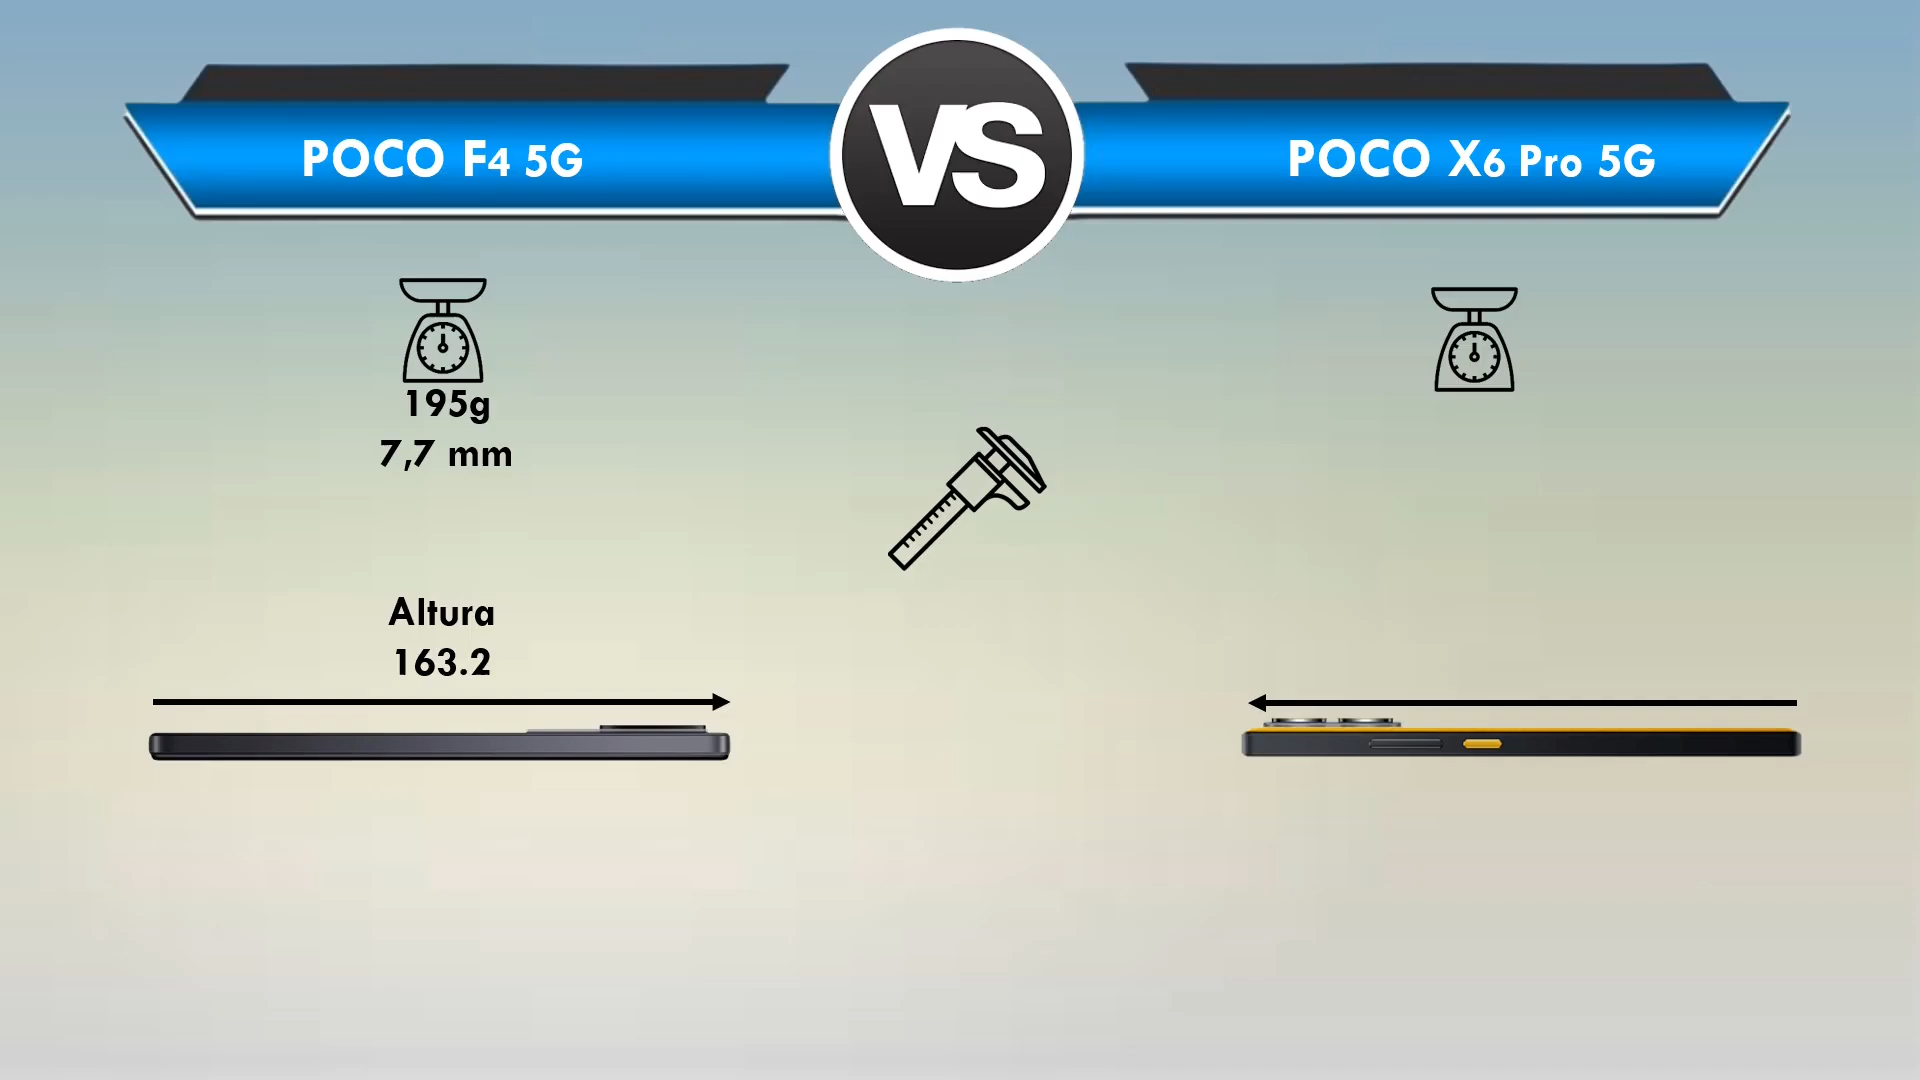 POCO F4 5G
VS
POCO X6 Pro 5G
195g
7,7 mm
Altura
163.2